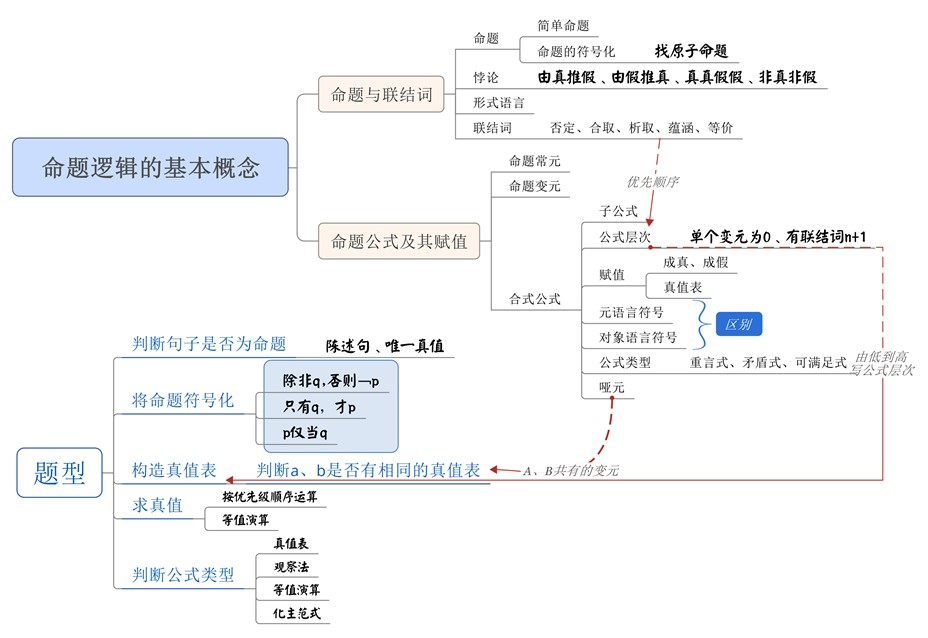 命题逻辑的基本概念
命题与联结词
命题
简单命题
命题的符号化 找原子命题
悖论 由真推假、由假推真、真真假假、非真非假
形式语言
联结词 否定、合取、析取、蕴涵、等价
优先顺序
命题公式及其赋值
命题常元
命题变元
合式公式
子公式
公式层次 单个变元为0、有联结词n+1
赋值
成真、成假
真值表
元语言符号
对象语言符号
区别
公式类型 重言式、矛盾式、可满足式
由低到高
写公式层次
哑元
A、B共有的变元
题型
判断句子是否为命题 陈述句、唯一真值
将命题符号化
除非q,否则¬p
只有q，才p
p仅当q
构造真值表 判断a、b是否有相同的真值表
求真值
按优先级顺序运算
等值演算
判断公式类型
真值表
观察法
等值演算
化主范式